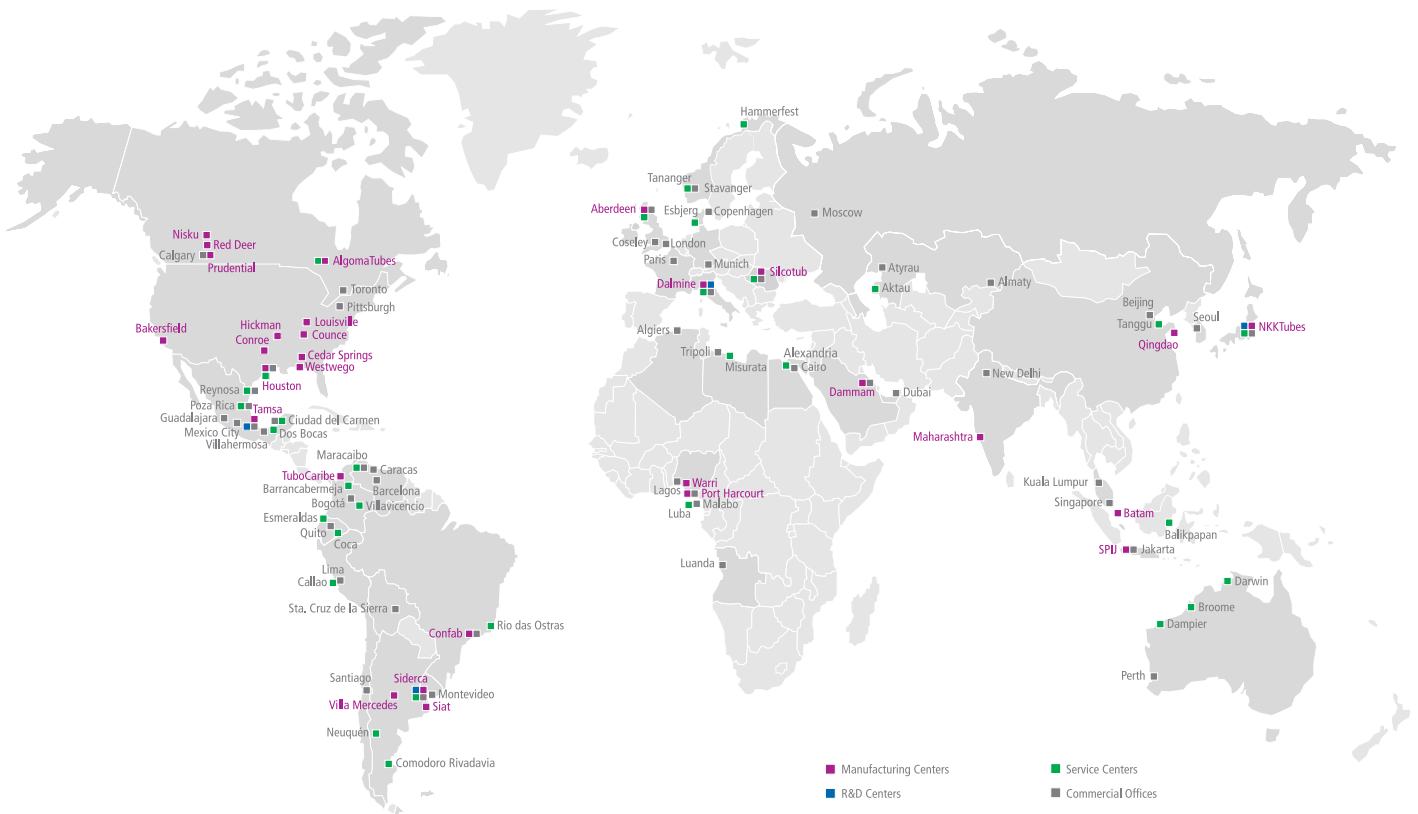 Hammerfest
Tananger
Stavanger
Aberdeen
Esbjerg
Copenhagen
Moscow
Nisku
Red Deer
Calgary
Prudential
AlgomaTubes
Coseley
London
Paris
Munich
Silcotub
Dalmine
Atyrau
Aktau
Almaty
Toronto
Pittsburgh
Beijing
Tanggu
Seoul
Qingdao
NKKTubes
Bakersfield
Hickman
Conroe
Louisville
Counce
Cedar Springs
Westwego
Houston
Algiers
Tripoli
Misurata
Alexandria
Cairo
Dammam
Dubai
New Delhi
Reynosa
Poza Rica
Tamsa
Guadalajara
Ciudad del Carmen
Mexico City
Dos Bocas
Villahermosa
Maharashtra
Maracaibo
Caracas
TuboCaribe
Barrancabermeja
Barcelona
Bogotá
Villavicencio
Lagos
Warri
Port Harcourt
Malabo
Luba
Kuala Lumpur
Singapore
Batam
Balikpapan
Esmeraldas
Quito
Coca
SPIJ
Jakarta
Luanda
Lima
Callao
Darwin
Broome
Dampier
Sta. Cruz de la Sierra
Confab
Rio das Ostras
Perth
Santiago
Siderca
Montevideo
Villa Mercedes
Siat
Neuquén
Comodoro Rivadavia
Manufacturing Centers
Service Centers
R&D Centers
Commercial Offices